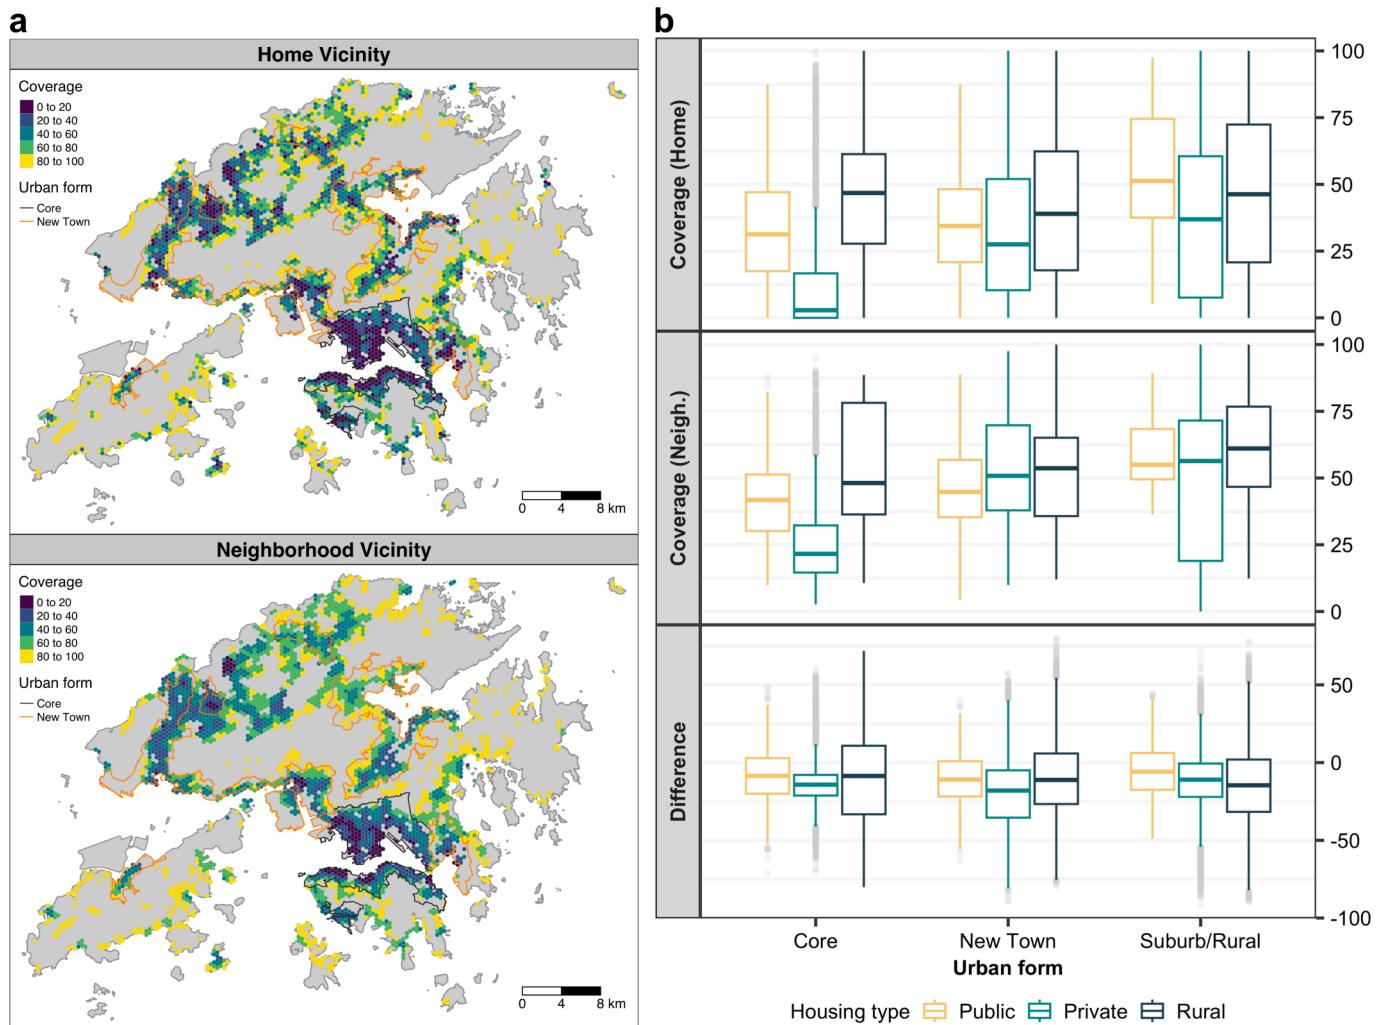 a
Home Vicinity
Coverage
0 to 20
20 to 40
40 to 60
60 to 80
80 to 100
Urban form
Core
New Town
0 4 8 km
Neighborhood Vicinity
Coverage
0 to 20
20 to 40
40 to 60
60 to 80
80 to 100
Urban form
Core
New Town
0 4 8 km
b
Coverage (Home)
100
75
50
25
0
Coverage (Neigh.)
100
75
50
25
0
Difference
50
0
-50
-100
Core New Town Suburb/Rural
Urban form
Housing type Public Private Rural